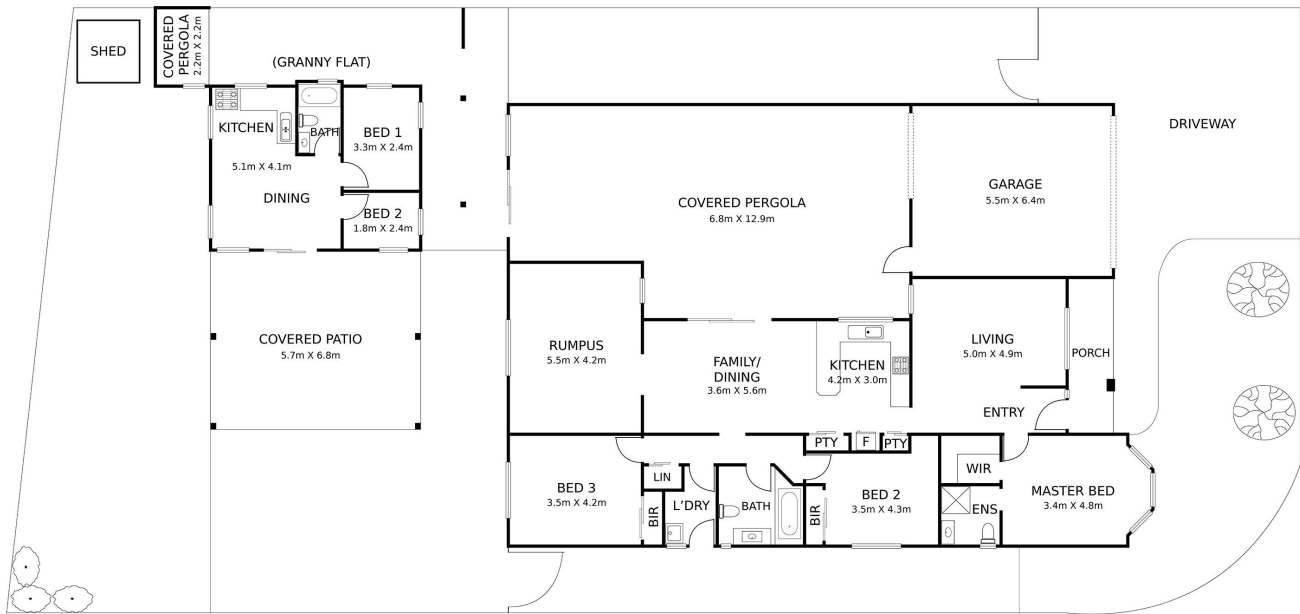 SHED
COVERED
PERGOLA
2.2m X 2.2m
(GRANNY FLAT)
KITCHEN
5.1m X 4.1m
DINING
BATH
BED 1
3.3m X 2.4m
BED 2
1.8m X 2.4m
COVERED PATIO
5.7m X 6.8m
COVERED PERGOLA
6.8m X 12.9m
GARAGE
5.5m X 6.4m
DRIVEWAY
RUMPUS
5.5m X 4.2m
FAMILY/
DINING
3.6m X 5.6m
KITCHEN
4.2m X 3.0m
LIVING
5.0m X 4.9m
PORCH
ENTRY
PTY
F
PTY
BED 3
3.5m X 4.2m
LIN
BIR
L'DRY
BATH
BIR
BED 2
3.5m X 4.3m
WIR
ENS
MASTER BED
3.4m X 4.8m